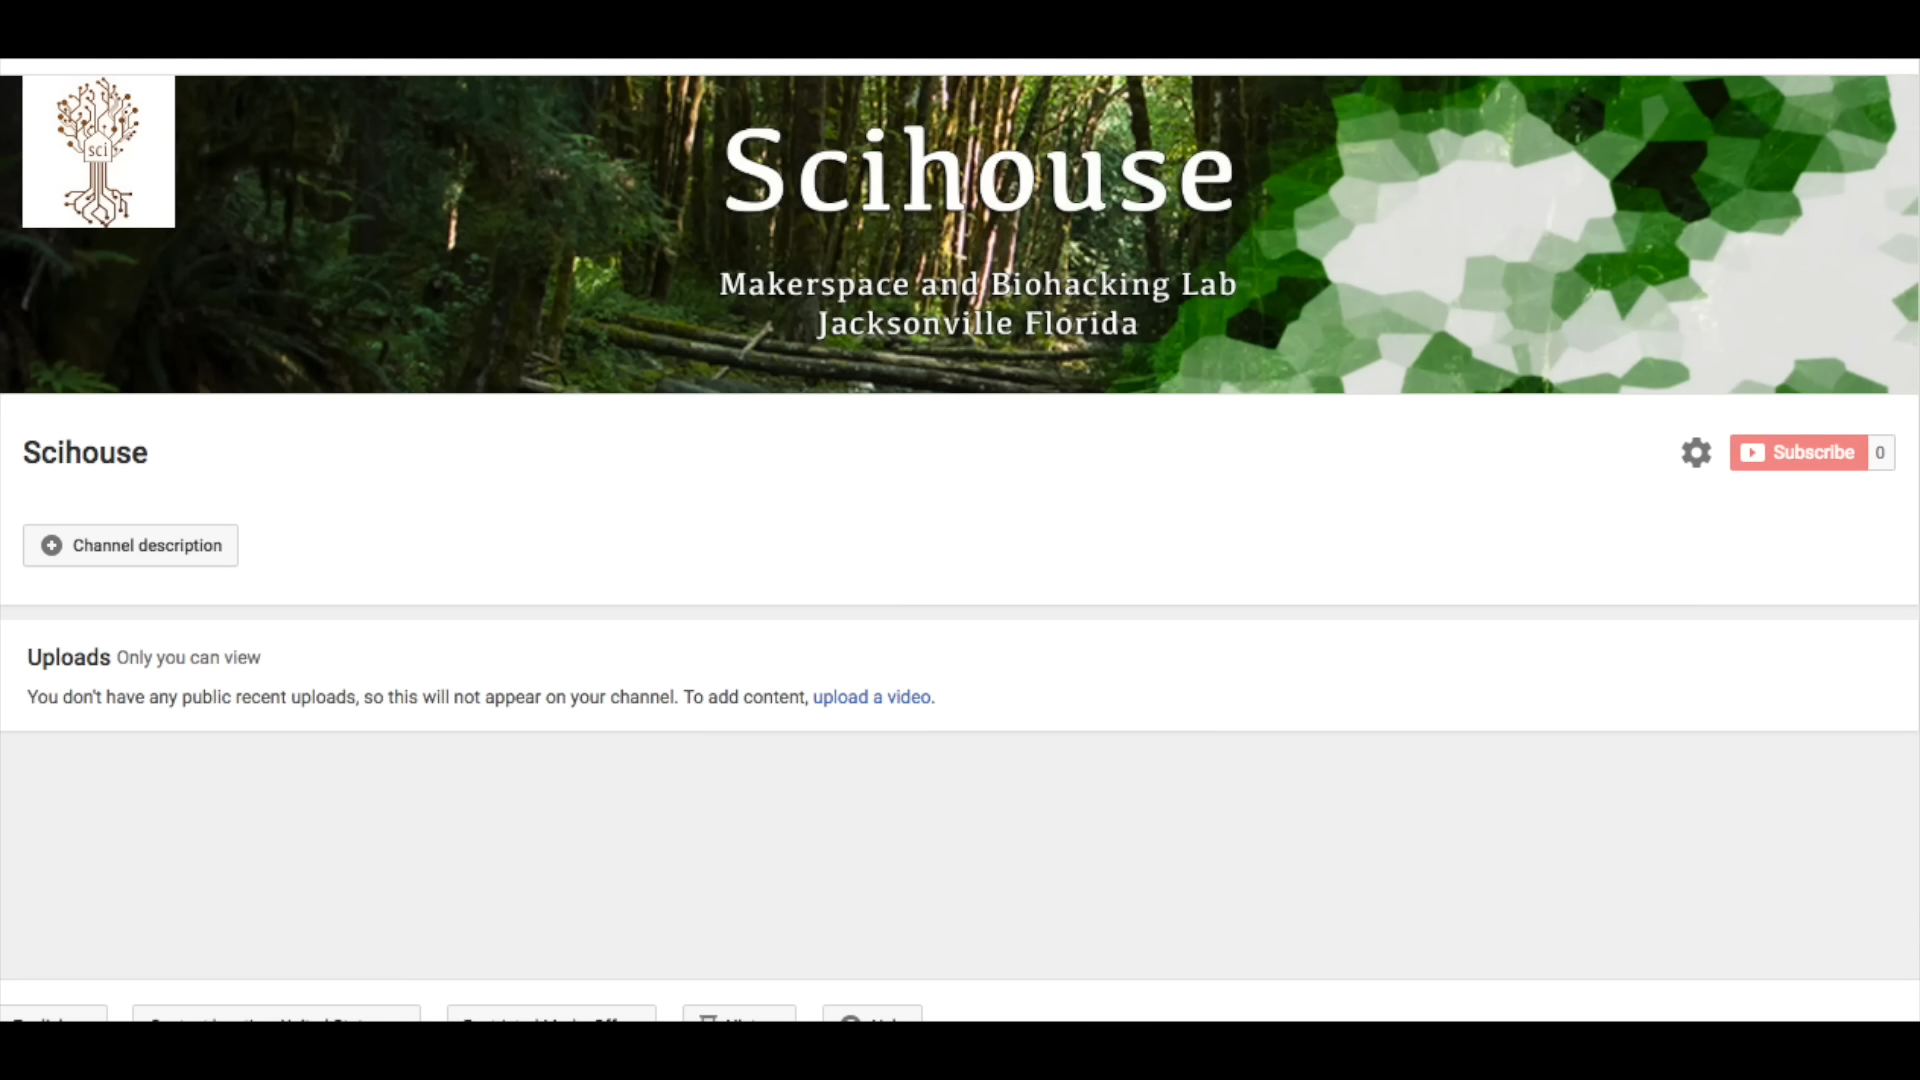 sci
Scihouse
Makerspace and Biohacking Lab
Jacksonville Florida
Scihouse
Subscribe 0
Channel description
Uploads Only you can view
You don't have any public recent uploads, so this will not appear on your channel. To add content, upload a video.